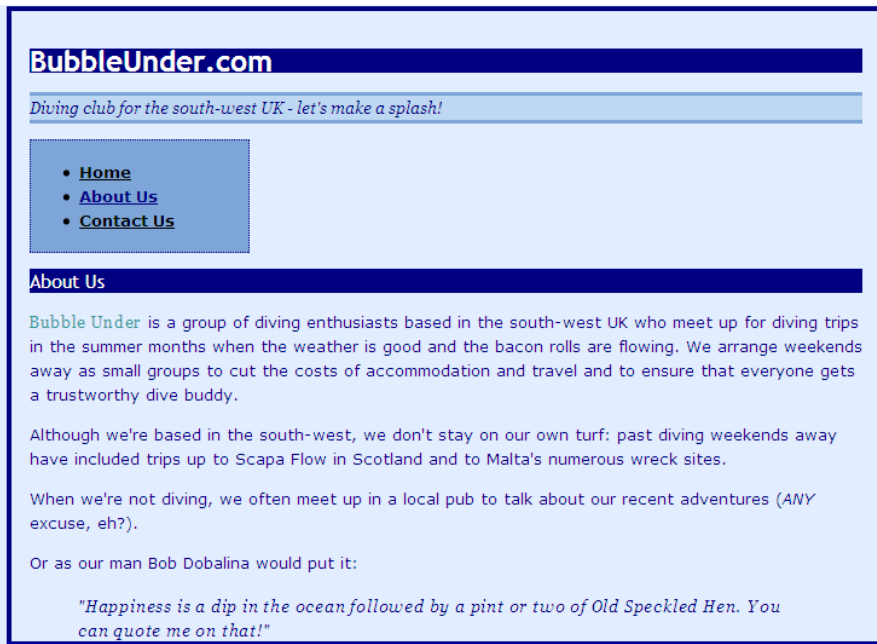 BubbleUnder.com
Diving club for the south-west UK - let's make a splash!
Home
About Us
Contact Us
About Us
Bubble Under is a group of diving enthusiasts based in the south-west UK who meet up for diving trips
in the summer months when the weather is good and the bacon rolls are flowing. We arrange weekends
away as small groups to cut the costs of accommodation and travel and to ensure that everyone gets
a trustworthy dive buddy.
Although we're based in the south-west, we don't stay on our own turf: past diving weekends away
have included trips up to Scapa Flow in Scotland and to Malta's numerous wreck sites.
When we're not diving, we often meet up in a local pub to talk about our recent adventures (ANY
excuse, eh?).
Or as our man Bob Dobalina would put it:
"Happiness is a dip in the ocean followed by a pint or two of Old Speckled Hen. You
can quote me on that!"